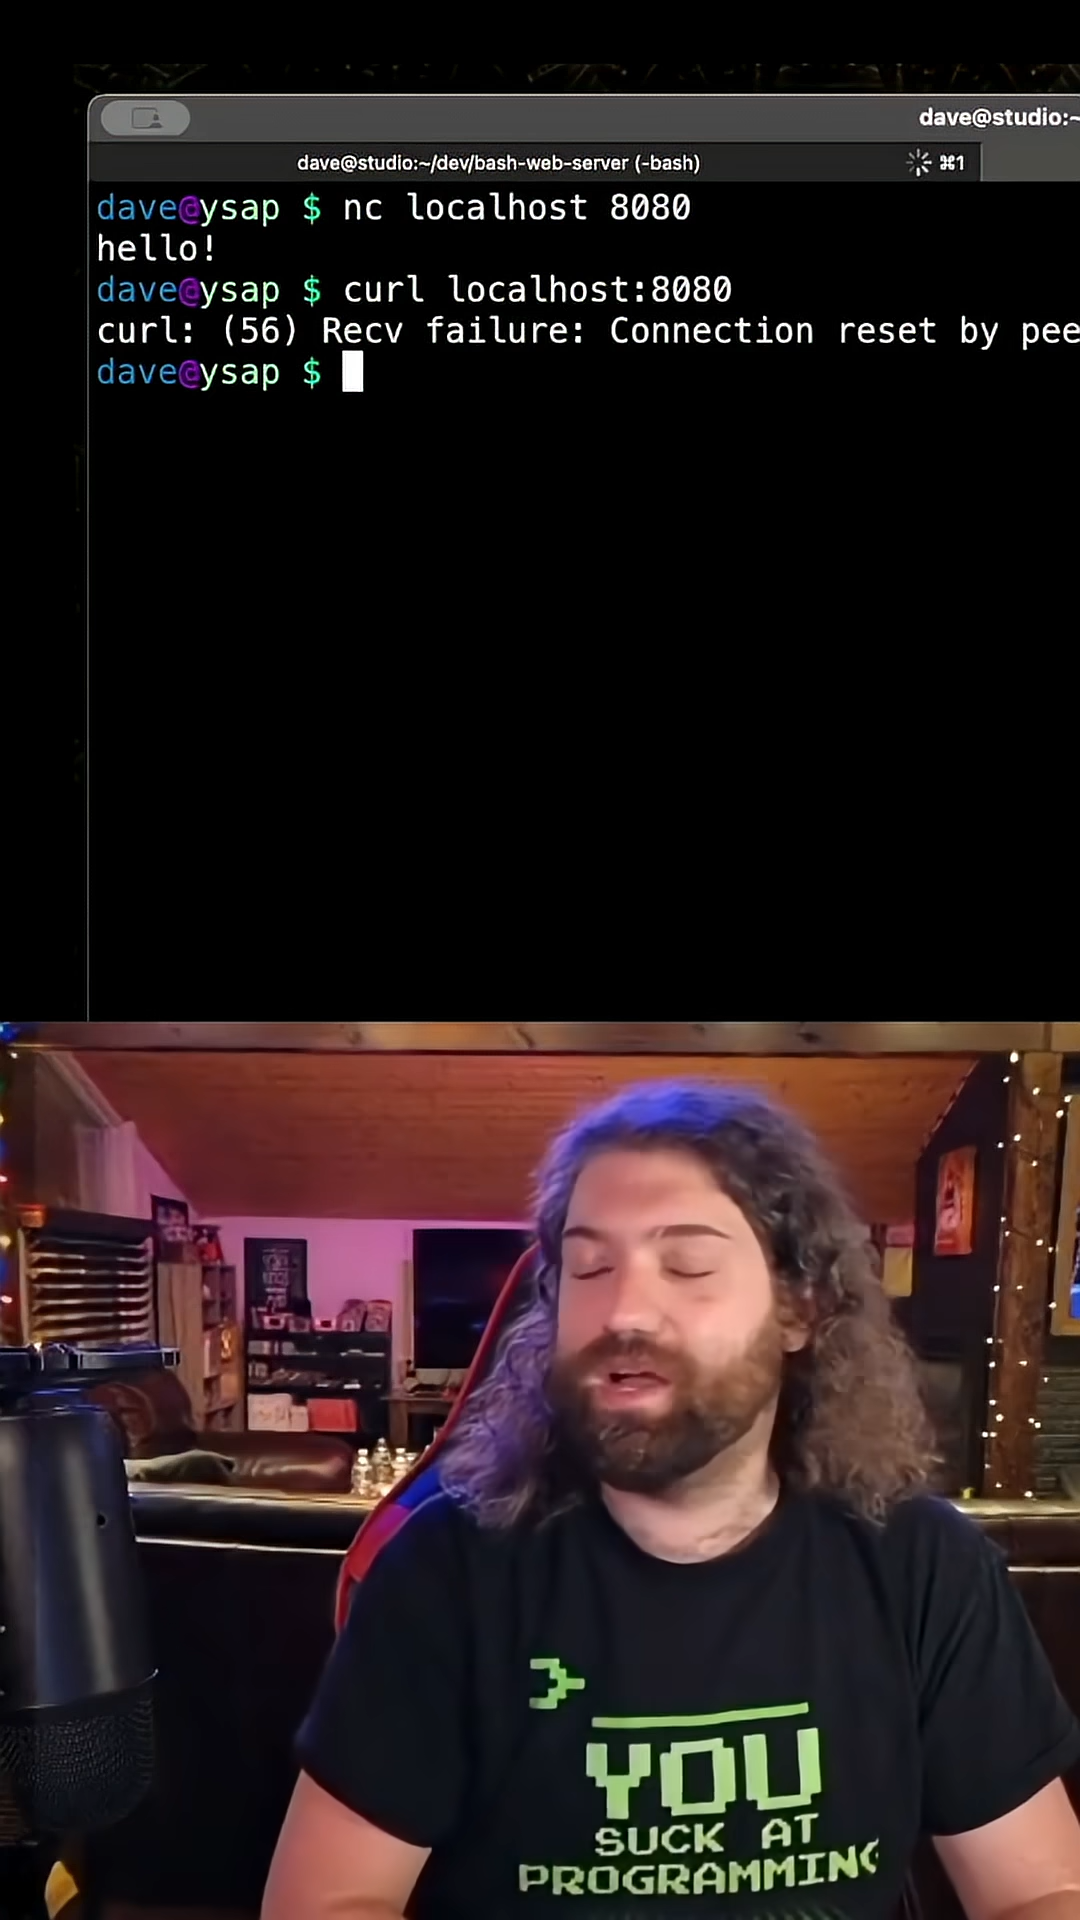 dave@studio:~
dave@studio:~/dev/bash-web-server (-bash)
⌘1
dave@ysap $ nc localhost 8080
hello!
dave@ysap $ curl localhost:8080
curl: (56) Recv failure: Connection reset by pee
dave@ysap $
YOU
SUCK AT
PROGRAMMING